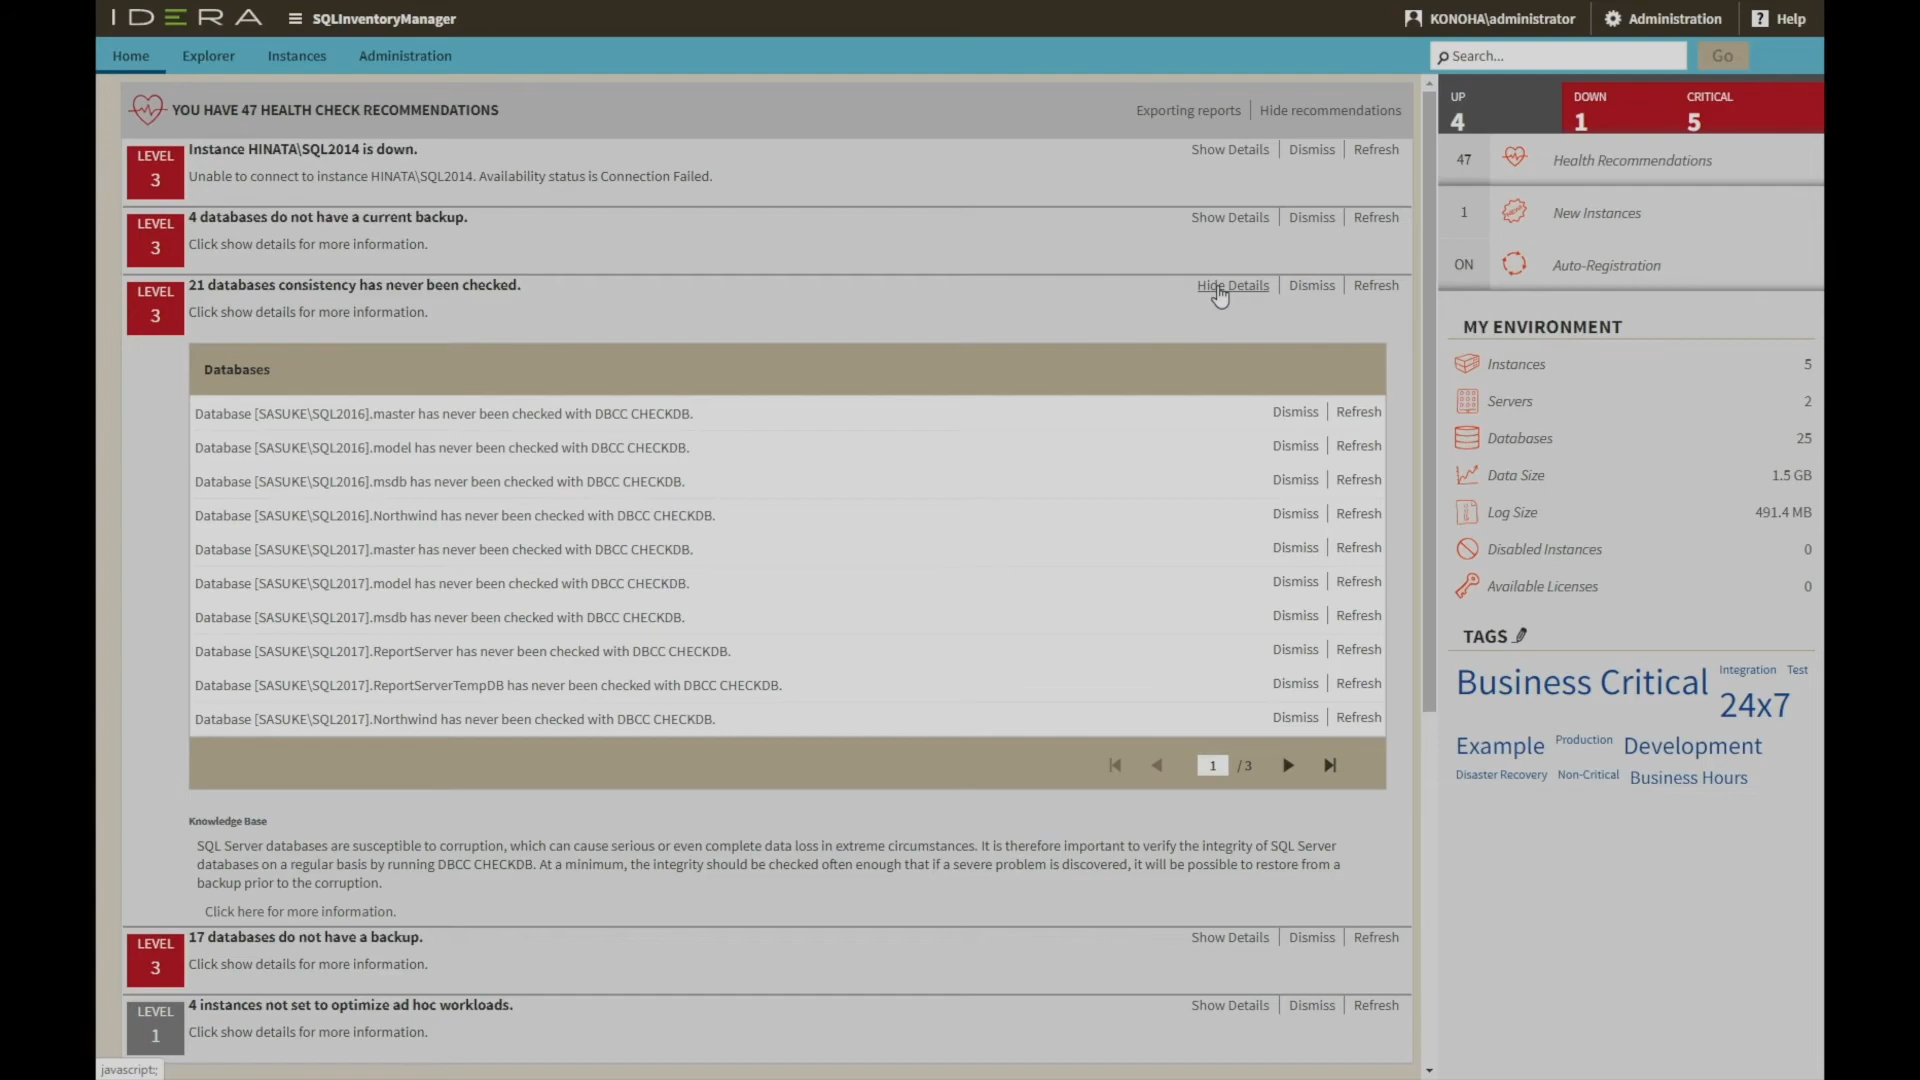 IDERA SQLInventoryManager KONOHA\administrator Administration ? Help
Home Explorer Instances Administration Search... Go
YOU HAVE 47 HEALTH CHECK RECOMMENDATIONS Exporting reports Hide recommendations
LEVEL 3
Instance HINATA\SQL2014 is down. Show Details Dismiss Refresh
Unable to connect to instance HINATA\SQL2014. Availability status is Connection Failed.
LEVEL 3
4 databases do not have a current backup. Show Details Dismiss Refresh
Click show details for more information.
LEVEL 3
21 databases consistency has never been checked. Hide Details Dismiss Refresh
Click show details for more information.
Databases
Database [SASUKE\SQL2016].master has never been checked with DBCC CHECKDB. Dismiss Refresh
Database [SASUKE\SQL2016].model has never been checked with DBCC CHECKDB. Dismiss Refresh
Database [SASUKE\SQL2016].msdb has never been checked with DBCC CHECKDB. Dismiss Refresh
Database [SASUKE\SQL2016].Northwind has never been checked with DBCC CHECKDB. Dismiss Refresh
Database [SASUKE\SQL2017].master has never been checked with DBCC CHECKDB. Dismiss Refresh
Database [SASUKE\SQL2017].model has never been checked with DBCC CHECKDB. Dismiss Refresh
Database [SASUKE\SQL2017].msdb has never been checked with DBCC CHECKDB. Dismiss Refresh
Database [SASUKE\SQL2017].ReportServer has never been checked with DBCC CHECKDB. Dismiss Refresh
Database [SASUKE\SQL2017].ReportServerTempDB has never been checked with DBCC CHECKDB. Dismiss Refresh
Database [SASUKE\SQL2017].Northwind has never been checked with DBCC CHECKDB. Dismiss Refresh
1 / 3
Knowledge Base
SQL Server databases are susceptible to corruption, which can cause serious or even complete data loss in extreme circumstances. It is therefore important to verify the integrity of SQL Server
databases on a regular basis by running DBCC CHECKDB. At a minimum, the integrity should be checked often enough that if a severe problem is discovered, it will be possible to restore from a
backup prior to the corruption.
Click here for more information.
LEVEL 3
17 databases do not have a backup. Show Details Dismiss Refresh
Click show details for more information.
LEVEL 1
4 instances not set to optimize ad hoc workloads. Show Details Dismiss Refresh
Click show details for more information.
javascript:;
UP DOWN CRITICAL
4 1 5
47 Health Recommendations
1 NEW! New Instances
ON Auto-Registration
MY ENVIRONMENT
Instances 5
Servers 2
Databases 25
Data Size 1.5 GB
Log Size 491.4 MB
Disabled Instances 0
Available Licenses 0
TAGS
Business Critical Integration Test
24x7
Example Production Development
Disaster Recovery Non-Critical Business Hours